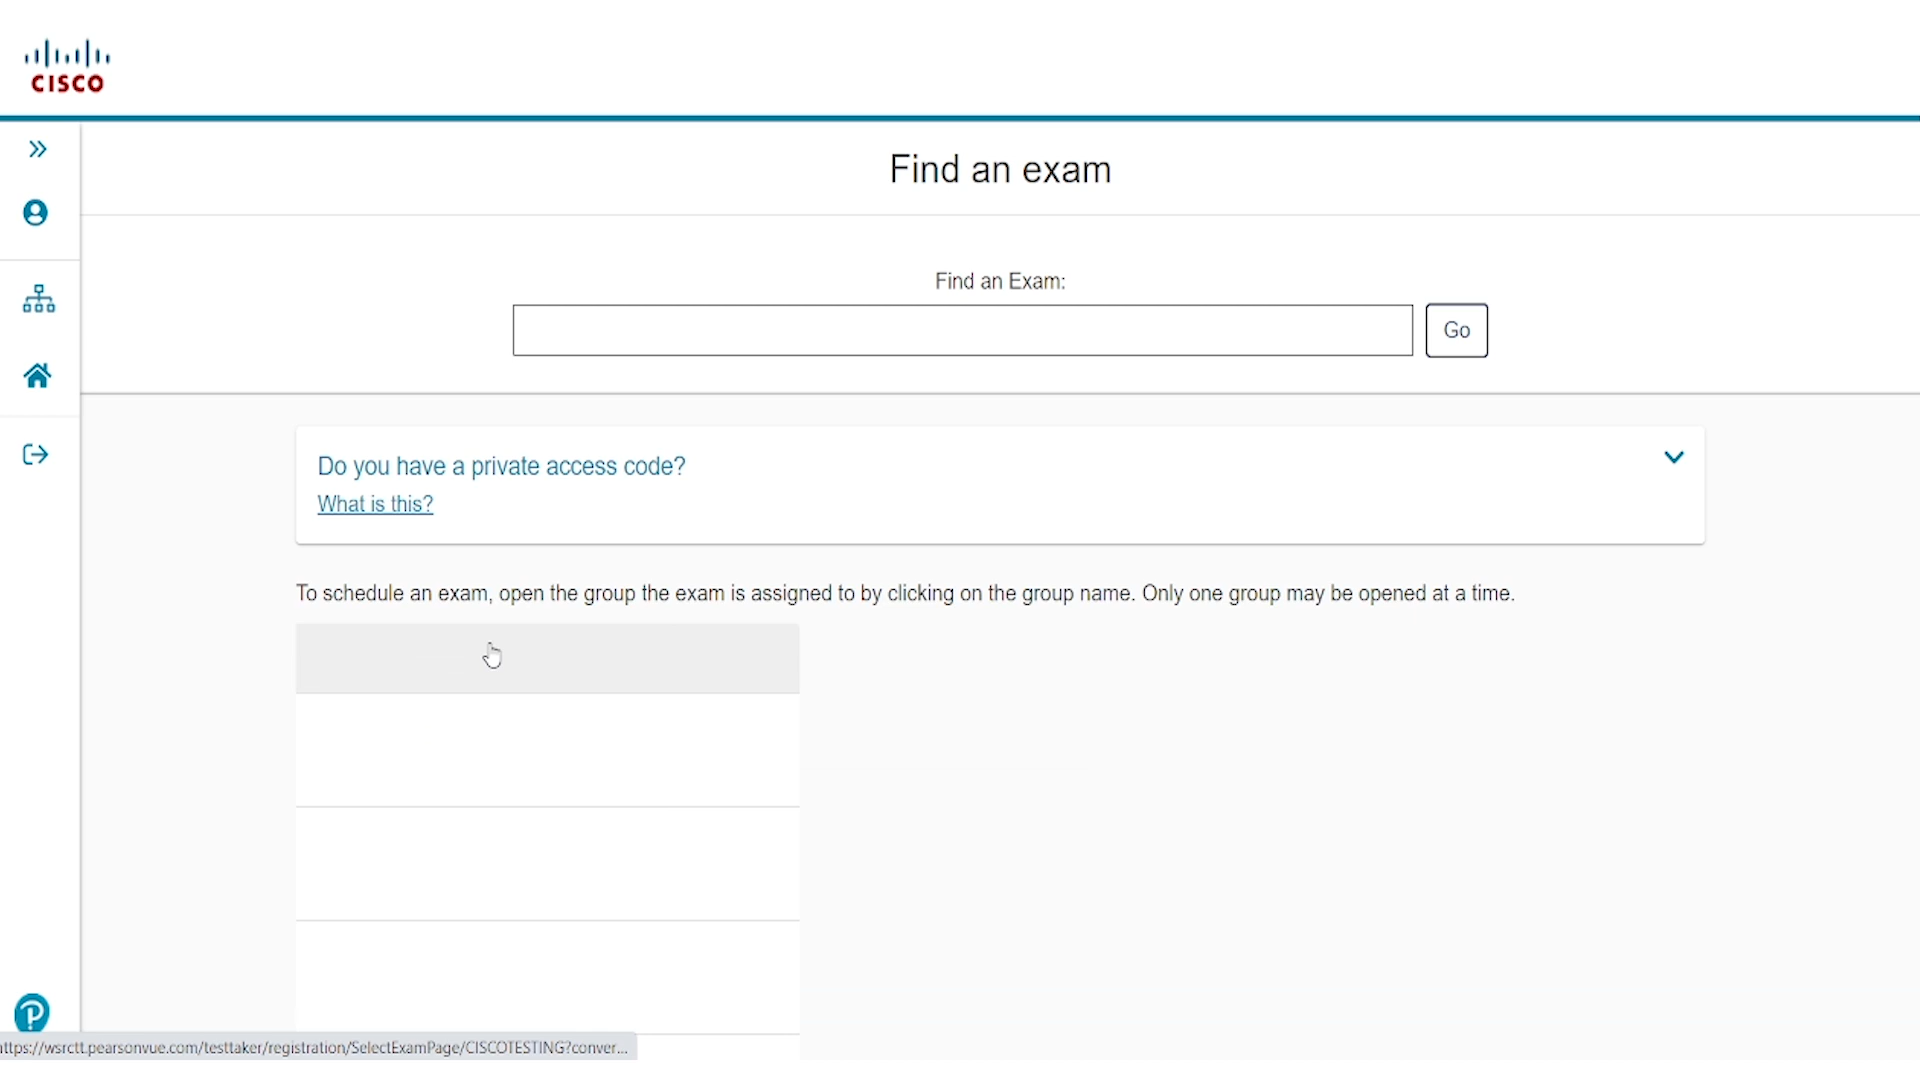 CISCO
Find an exam
Find an Exam:
Go
Do you have a private access code?
What is this?
To schedule an exam, open the group the exam is assigned to by clicking on the group name. Only one group may be opened at a time.
ttps://wsrctt.pearsonvue.com/testtaker/registration/SelectExamPage/CISCOTESTING?conver...